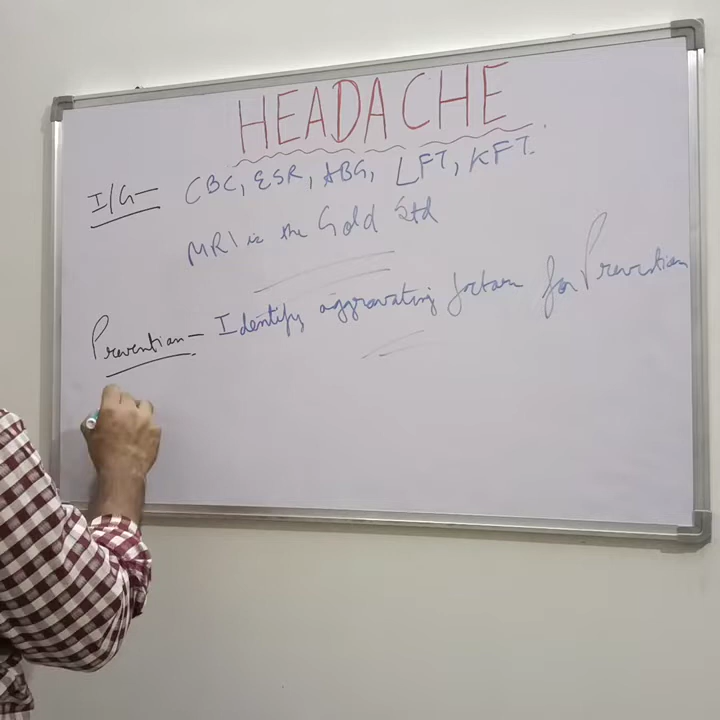 HEADACHE
I/G- CBC, ESR, ABG, LFT, KFT.
MRI is the Gold Std
Prevention- Identify aggravating factors for Prevention